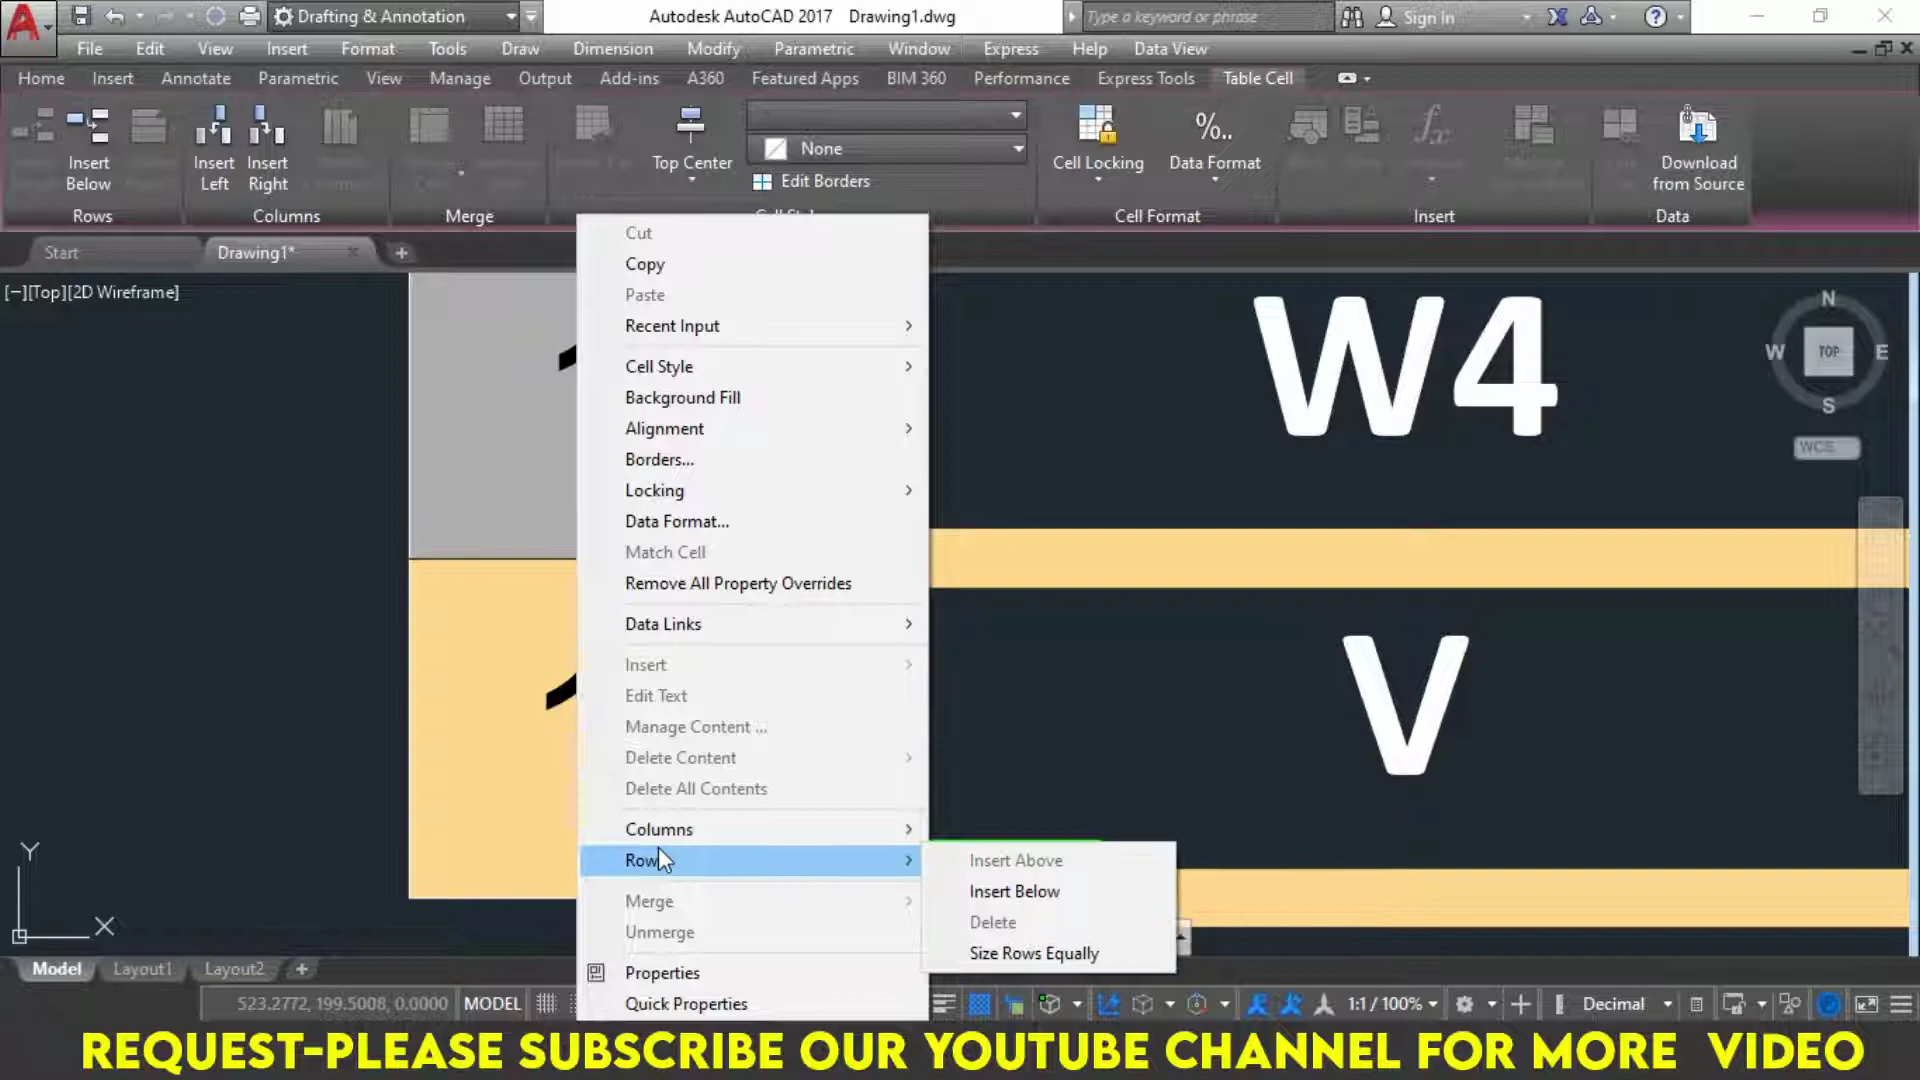 Drafting & Annotation
Autodesk AutoCAD 2017 Drawing1.dwg
Type a keyword or phrase
Sign In
File Edit View Insert Format Tools Draw Dimension Modify Parametric Window Express Help Data View
Home Insert Annotate Parametric View Manage Output Add-ins A360 Featured Apps BIM 360 Performance Express Tools Table Cell
Insert Below
Insert Left
Insert Right
Top Center
None
Edit Borders
Cell Locking
Data Format
Download from Source
Rows Columns Merge Cell Format Insert Data
Start Drawing1* +
[−][Top][2D Wireframe]
Cut
Copy
Paste
Recent Input
Cell Style
Background Fill
Alignment
Borders...
Locking
Data Format...
Match Cell
Remove All Property Overrides
Data Links
Insert
Edit Text
Manage Content ...
Delete Content
Delete All Contents
Columns
Row
Merge
Unmerge
Properties
Quick Properties
Insert Above
Insert Below
Delete
Size Rows Equally
W4
V
N
W TOP E
S
Y
X
Model Layout1 Layout2 +
523.2772, 199.5008, 0.0000 MODEL 1:1 / 100% Decimal
REQUEST-PLEASE SUBSCRIBE OUR YOUTUBE CHANNEL FOR MORE VIDEO